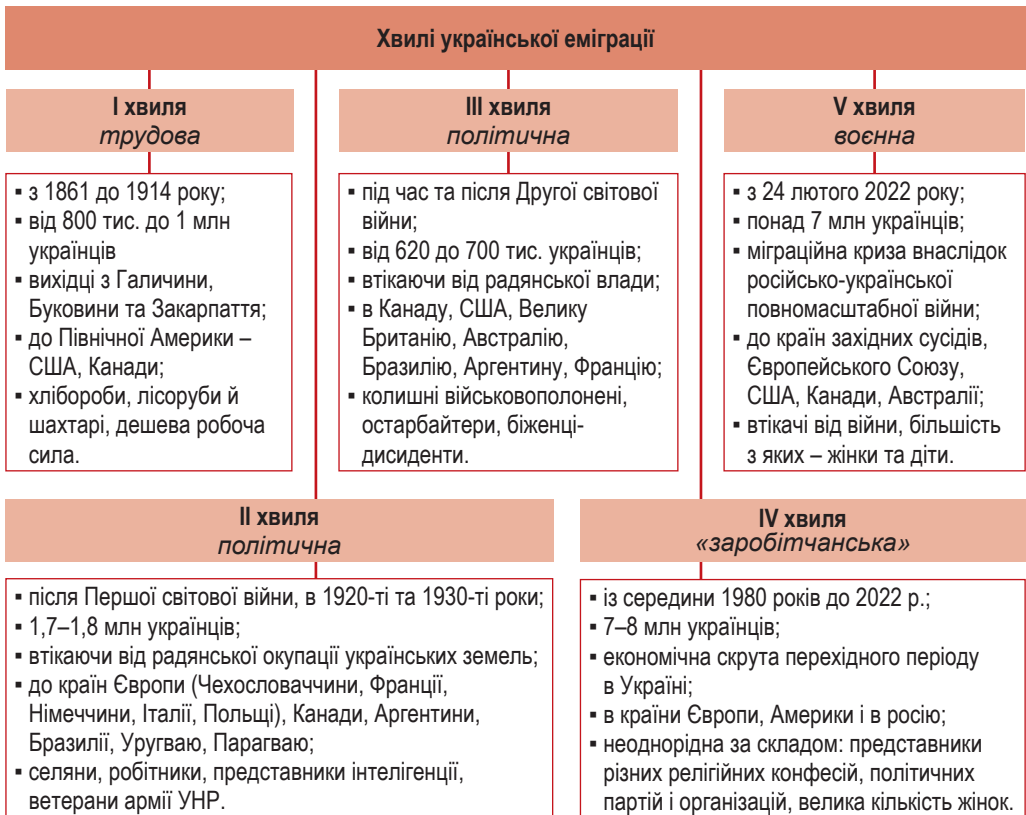 Хвилі української еміграції
І хвиля
трудова
▪ з 1861 до 1914 року;
▪ від 800 тис. до 1 млн
українців
▪ вихідці з Галичини,
Буковини та Закарпаття;
▪ до Північної Америки –
США, Канади;
▪ хлібороби, лісоруби й
шахтарі, дешева робоча
сила.
ІІІ хвиля
політична
▪ під час та після Другої світової
війни;
▪ від 620 до 700 тис. українців;
▪ втікаючи від радянської влади;
▪ в Канаду, США, Велику
Британію, Австралію,
Бразилію, Аргентину, Францію;
▪ колишні військовополонені,
остарбайтери, біженці-
дисиденти.
V хвиля
воєнна
▪ з 24 лютого 2022 року;
▪ понад 7 млн українців;
▪ міграційна криза внаслідок
російсько-української
повномасштабної війни;
▪ до країн західних сусідів,
Європейського Союзу,
США, Канади, Австралії;
▪ втікачі від війни, більшість
з яких – жінки та діти.
ІІ хвиля
політична
▪ після Першої світової війни, в 1920-ті та 1930-ті роки;
▪ 1,7–1,8 млн українців;
▪ втікаючи від радянської окупації українських земель;
▪ до країн Європи (Чехословаччини, Франції,
Німеччини, Італії, Польщі), Канади, Аргентини,
Бразилії, Уругваю, Парагваю;
▪ селяни, робітники, представники інтелігенції,
ветерани армії УНР.
IV хвиля
«заробітчанська»
▪ із середини 1980 років до 2022 р.;
▪ 7–8 млн українців;
▪ економічна скрута перехідного періоду
в Україні;
▪ в країни Європи, Америки і в росію;
▪ неоднорідна за складом: представники
різних релігійних конфесій, політичних
партій і організацій, велика кількість жінок.